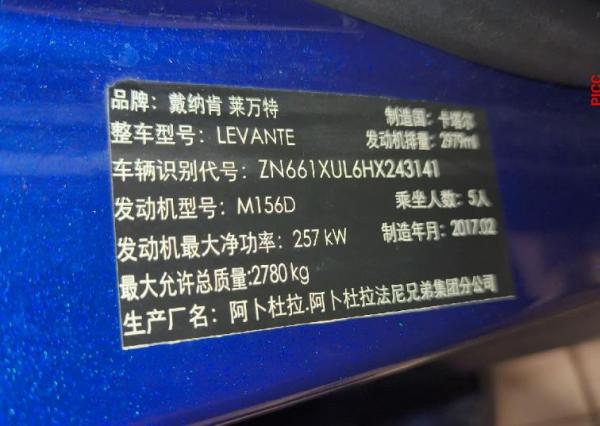 品牌：戴纳肯 莱万特 制造国：卡塔尔
整车型号：LEVANTE 发动机排量：2979ml
车辆识别代号：ZN661XUL6HX243141
发动机型号：M156D 乘坐人数：5人
发动机最大净功率：257 kW 制造年月：2017.02
最大允许总质量:2780 kg
生产厂名：阿卜杜拉.阿卜杜拉法尼兄弟集团分公司
PICC